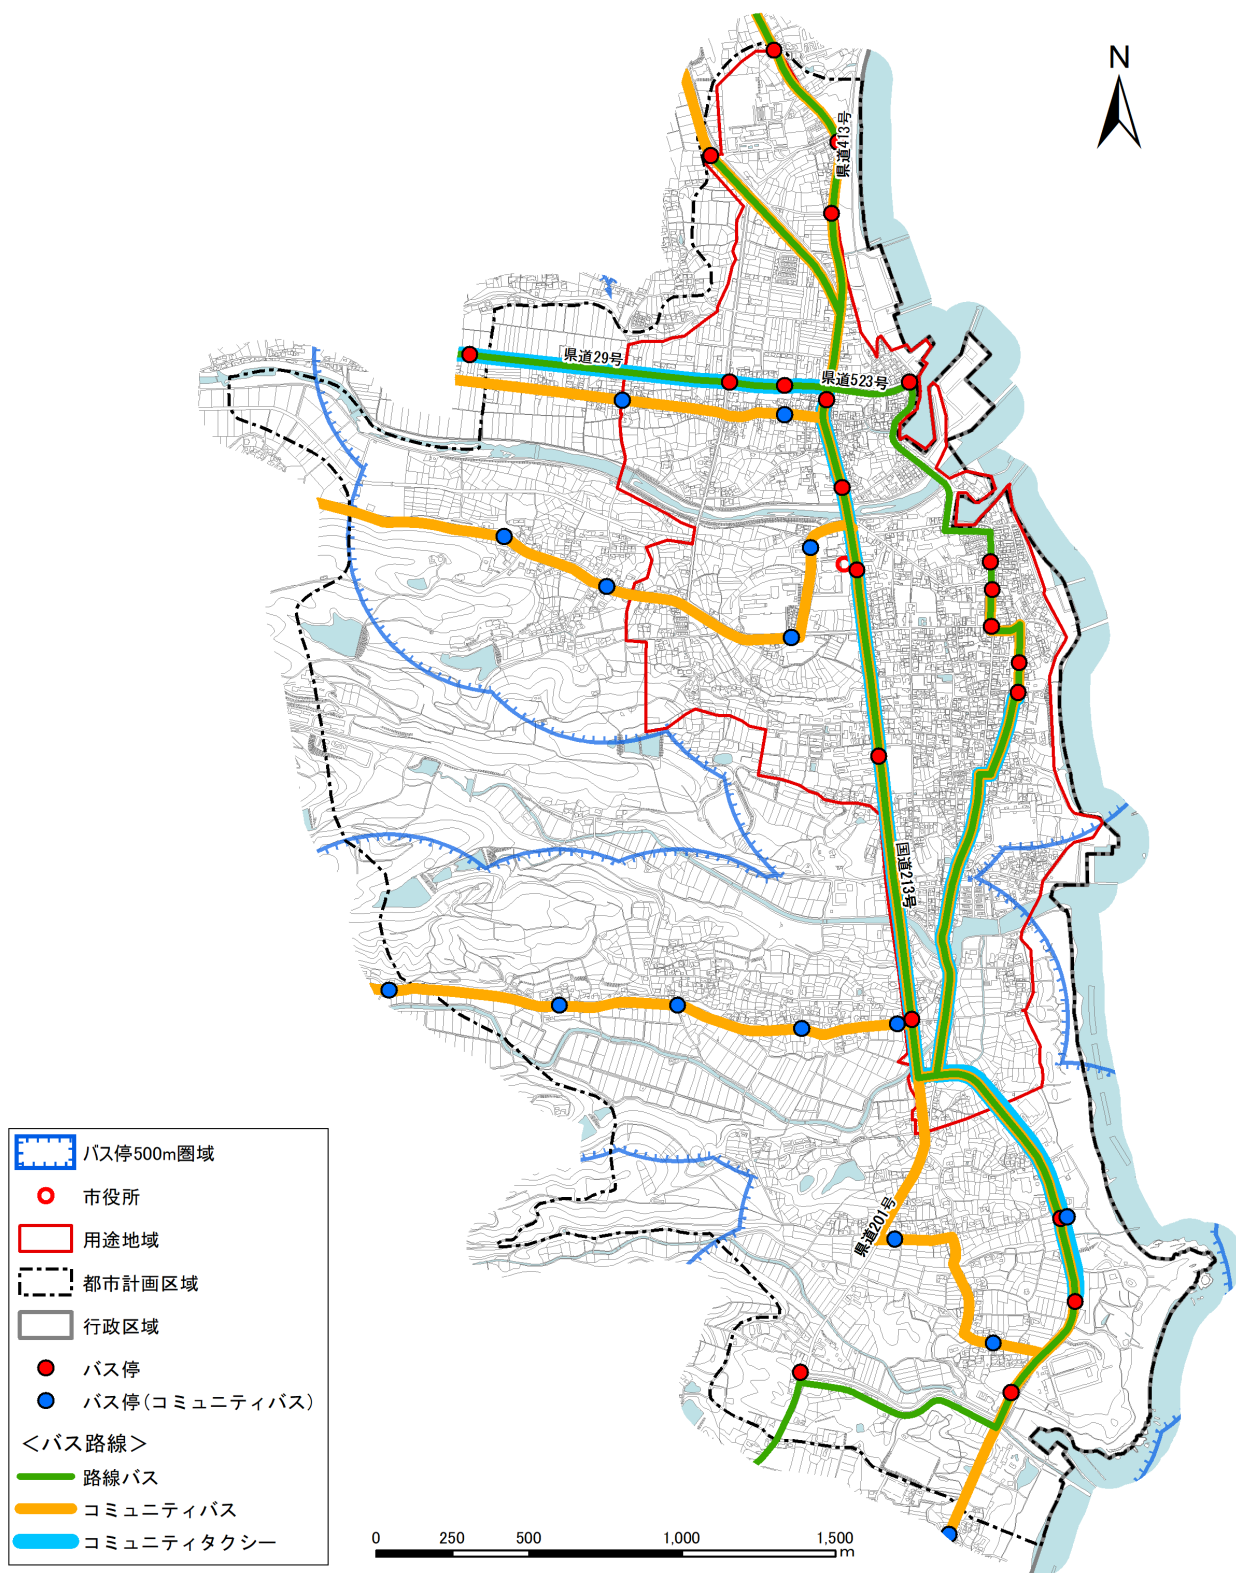 N
県道413号
県道29号
県道523号
国道213号
県道201号
バス停500m圏域
市役所
用途地域
都市計画区域
行政区域
バス停
バス停(コミュニティバス)
＜バス路線＞
路線バス
コミュニティバス
コミュニティタクシー
0 250 500 1,000 1,500
m